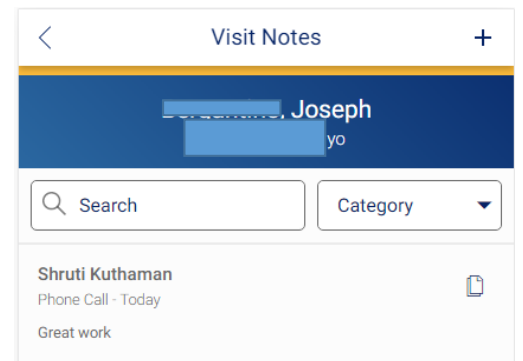 Visit Notes +
, Joseph
yo
Search
Category
Shruti Kuthaman
Phone Call - Today
Great work